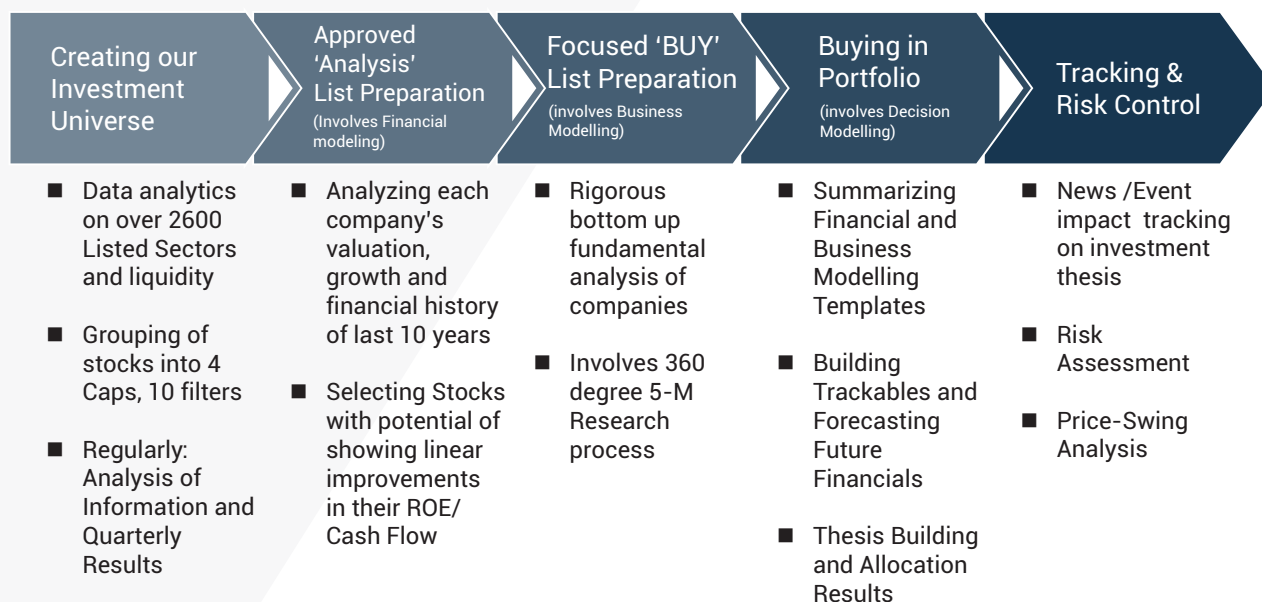 Creating our
Investment
Universe
Approved
‘Analysis’
List Preparation
(Involves Financial
modeling)
Focused ‘BUY’
List Preparation
(involves Business
Modelling)
Buying in
Portfolio
(involves Decision
Modelling)
Tracking &
Risk Control
■ Data analytics
on over 2600
Listed Sectors
and liquidity
■ Grouping of
stocks into 4
Caps, 10 filters
■ Regularly:
Analysis of
Information and
Quarterly
Results
■ Analyzing each
company's
valuation,
growth and
financial history
of last 10 years
■ Selecting Stocks
with potential of
showing linear
improvements
in their ROE/
Cash Flow
■ Rigorous
bottom up
fundamental
analysis of
companies
■ Involves 360
degree 5-M
Research
process
■ Summarizing
Financial and
Business
Modelling
Templates
■ Building
Trackables and
Forecasting
Future
Financials
■ Thesis Building
and Allocation
Results
■ News /Event
impact tracking
on investment
thesis
■ Risk
Assessment
■ Price-Swing
Analysis